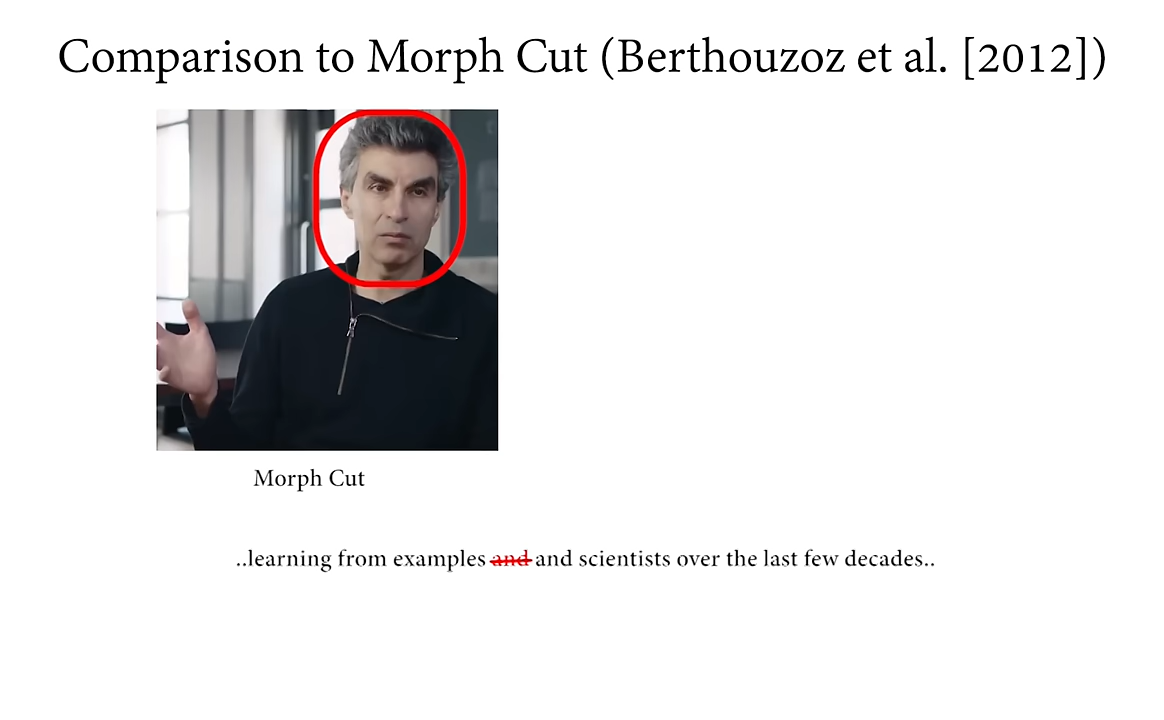 Comparison to Morph Cut (Berthouzoz et al. [2012])
Morph Cut
..learning from examples and and scientists over the last few decades..